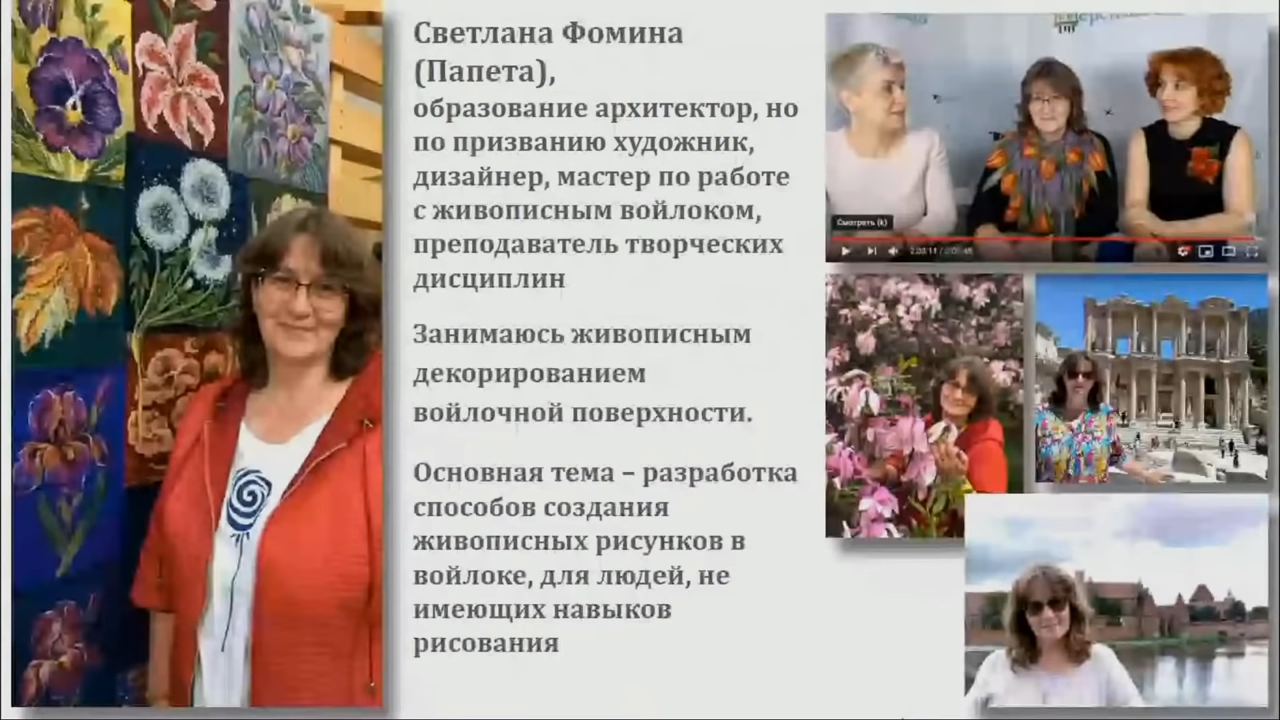 Светлана Фомина
(Папета),
образование архитектор, но
по призванию художник,
дизайнер, мастер по работе
с живописным войлоком,
преподаватель творческих
дисциплин
Занимаюсь живописным
декорированием
войлочной поверхности.
Основная тема – разработка
способов создания
живописных рисунков в
войлоке, для людей, не
имеющих навыков
рисования
Смотреть (k)